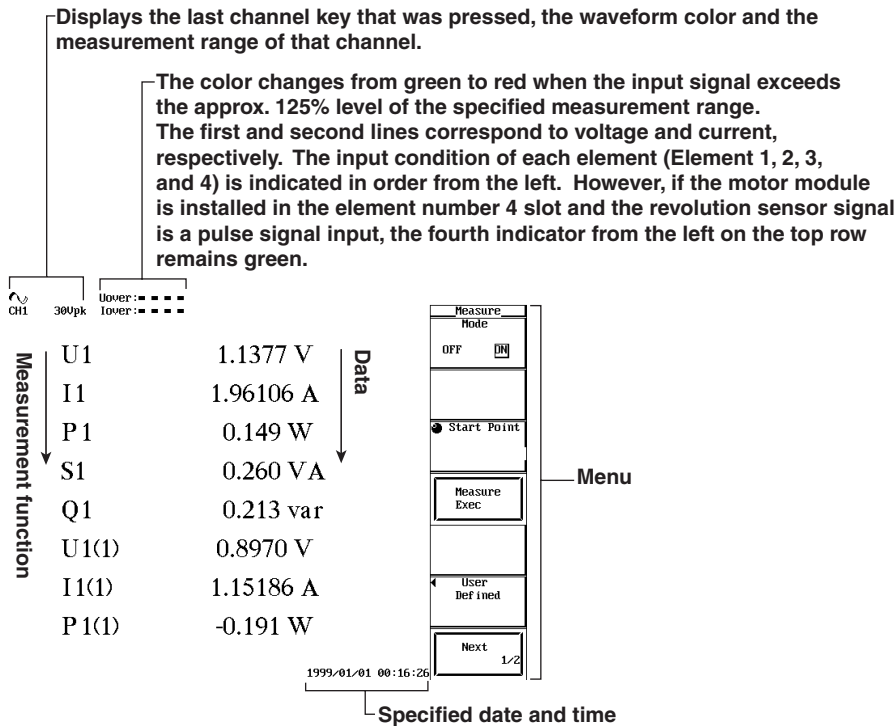 Displays the last channel key that was pressed, the waveform color and the
measurement range of that channel.
The color changes from green to red when the input signal exceeds
the approx. 125% level of the specified measurement range.
The first and second lines correspond to voltage and current,
respectively. The input condition of each element (Element 1, 2, 3,
and 4) is indicated in order from the left. However, if the motor module
is installed in the element number 4 slot and the revolution sensor signal
is a pulse signal input, the fourth indicator from the left on the top row
remains green.
CH1 30Vpk
Uover:
Iover:
Measurement function
Data
U1 1.1377 V
I1 1.96106 A
P1 0.149 W
S1 0.260 VA
Q1 0.213 var
U1(1) 0.8970 V
I1(1) 1.15186 A
P1(1) -0.191 W
1999/01/01 00:16:26
Measure
Mode
OFF ON
Start Point
Measure
Exec
User
Defined
Next
1/2
Menu
Specified date and time